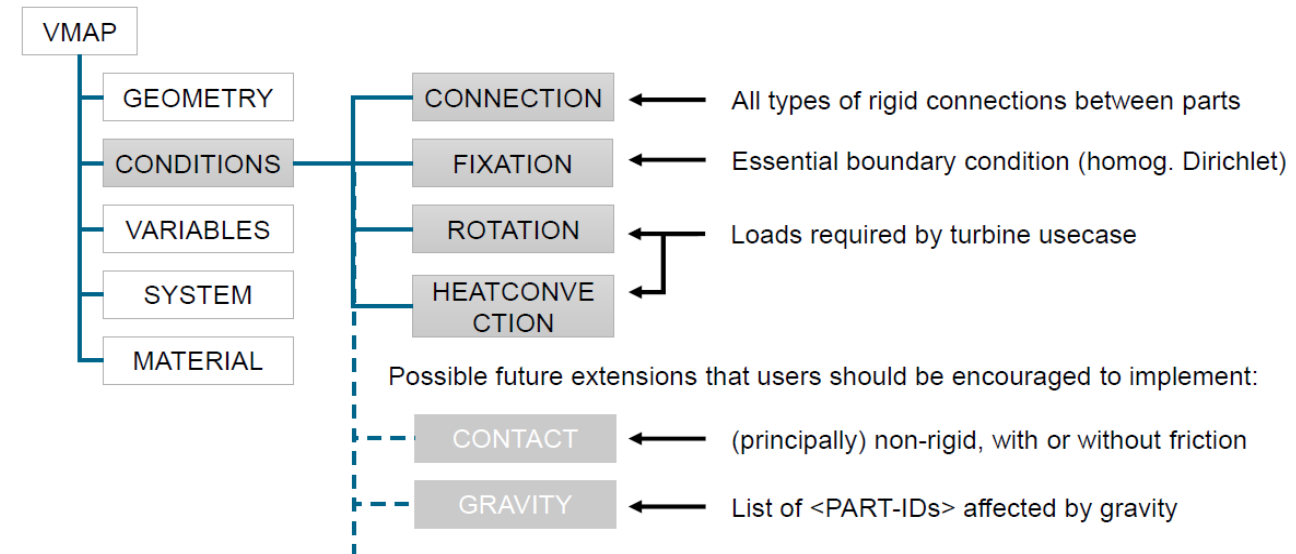 VMAP
GEOMETRY
CONNECTION
All types of rigid connections between parts
CONDITIONS
FIXATION
Essential boundary condition (homog. Dirichlet)
VARIABLES
ROTATION
Loads required by turbine usecase
SYSTEM
HEATCONVE
CTION
MATERIAL
Possible future extensions that users should be encouraged to implement:
CONTACT
(principally) non-rigid, with or without friction
GRAVITY
List of <PART-IDs> affected by gravity